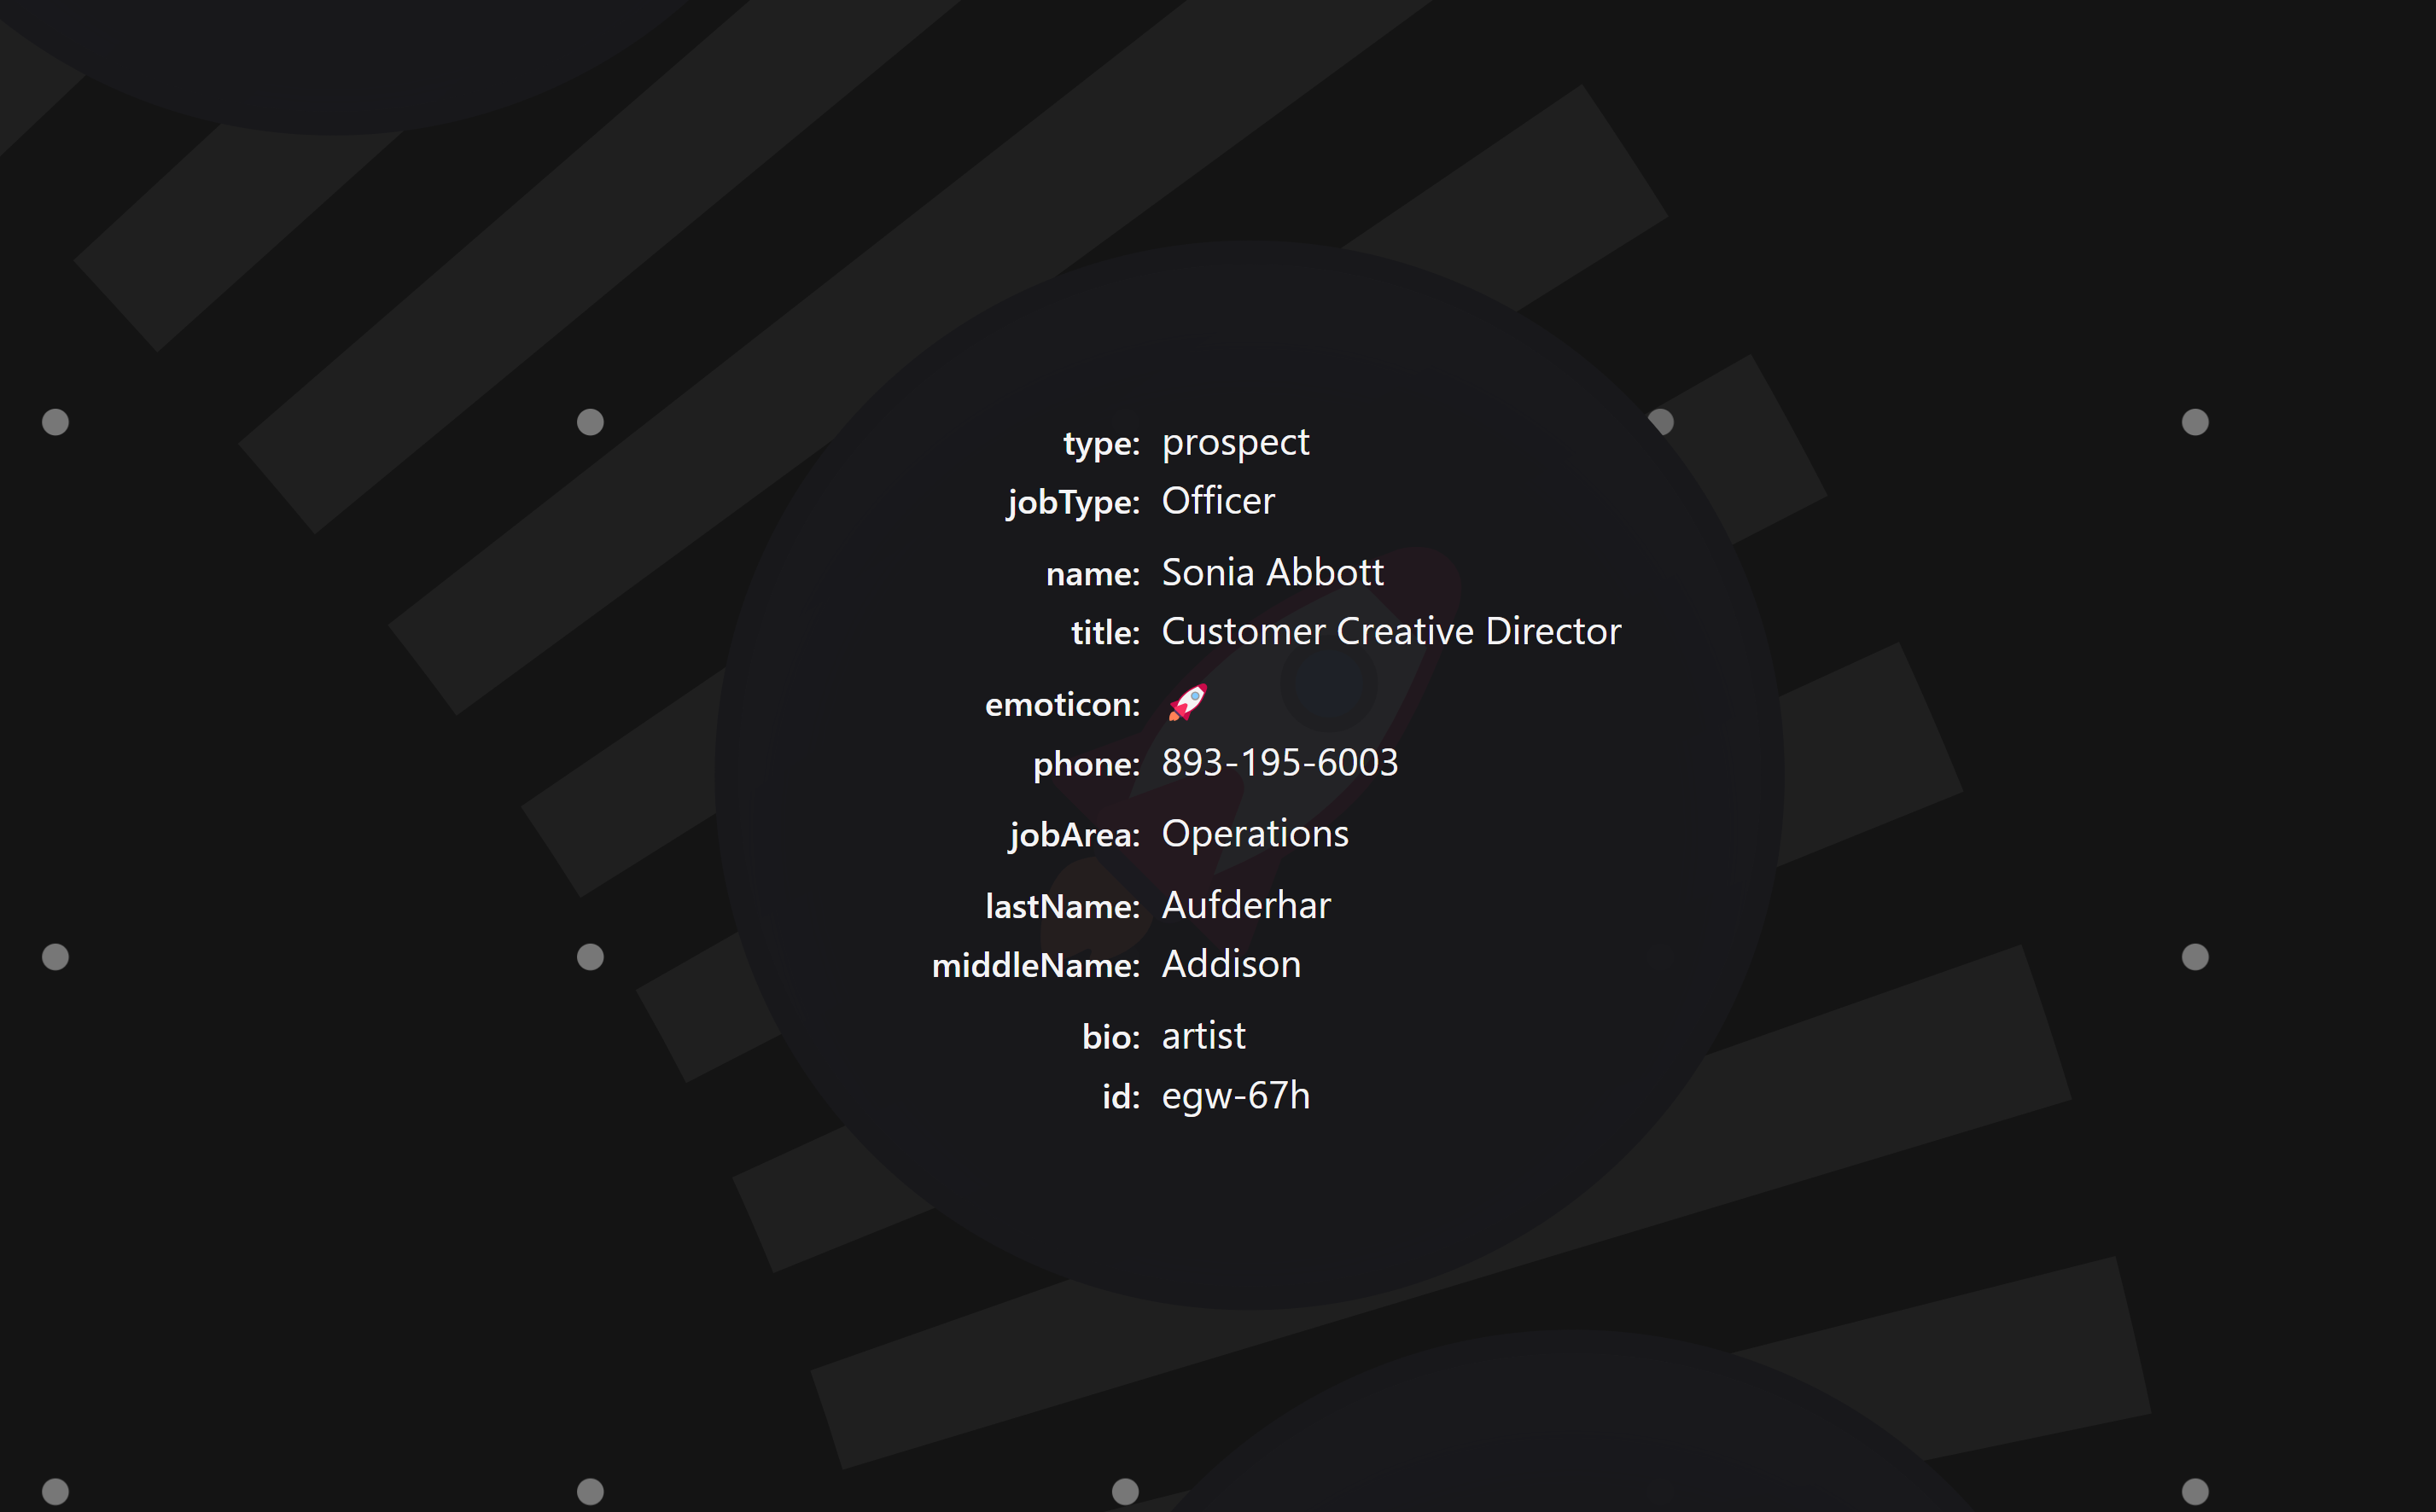 type: prospect
jobType: Officer
name: Sonia Abbott
title: Customer Creative Director
emoticon: 🚀
phone: 893-195-6003
jobArea: Operations
lastName: Aufderhar
middleName: Addison
bio: artist
id: egw-67h